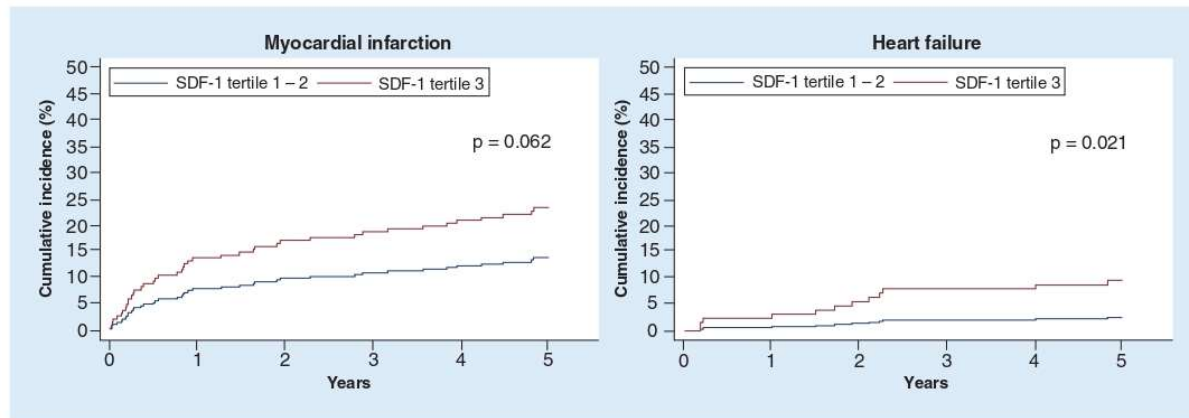 Myocardial infarction
SDF-1 tertile 1 – 2
SDF-1 tertile 3
p = 0.062
Cumulative incidence (%)
50
45
40
35
30
25
20
15
10
5
0
0 1 2 3 4 5
Years
Heart failure
SDF-1 tertile 1 – 2
SDF-1 tertile 3
p = 0.021
Cumulative incidence (%)
50
45
40
35
30
25
20
15
10
5
0
0 1 2 3 4 5
Years